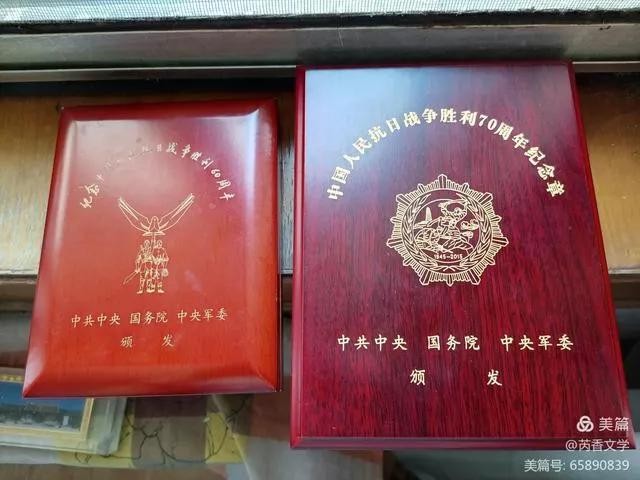 纪念中国人民抗日战争胜利60周年
中共中央 国务院 中央军委
颁 发
中国人民抗日战争胜利70周年纪念章
1945-2015
中共中央 国务院 中央军委
颁 发
美篇
@芮香文学
美篇号: 65890839